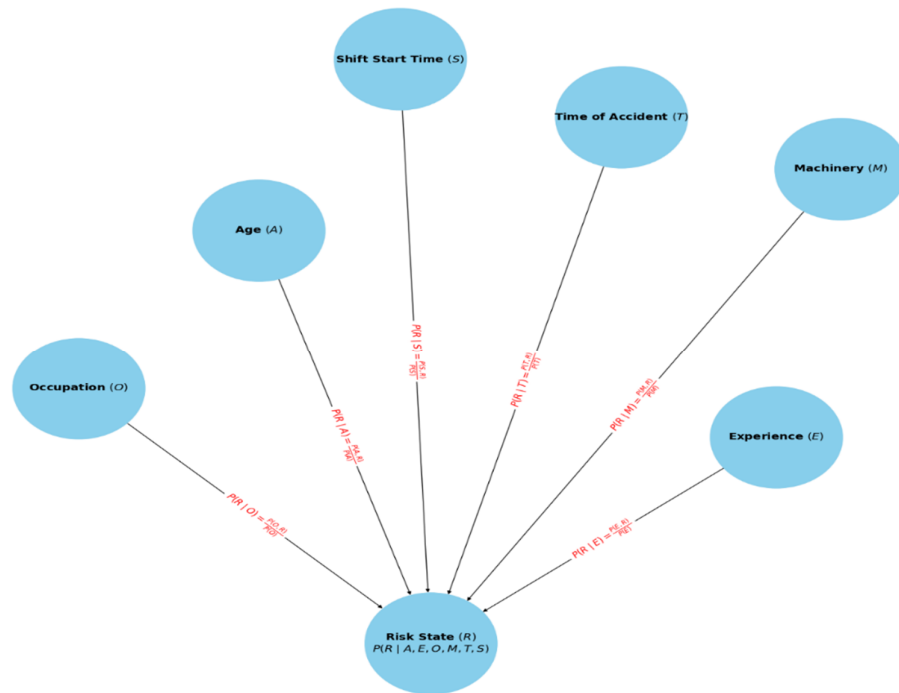 Shift Start Time (S)
Time of Accident (T)
Machinery (M)
Age (A)
Occupation (O)
Experience (E)
P(R | S) = P(S, R) / P(S)
P(R | T) = P(T, R) / P(T)
P(R | M) = P(M, R) / P(M)
P(R | A) = P(A, R) / P(A)
P(R | O) = P(O, R) / P(O)
P(R | E) = P(E, R) / P(E)
Risk State (R)
P(R | A, E, O, M, T, S)